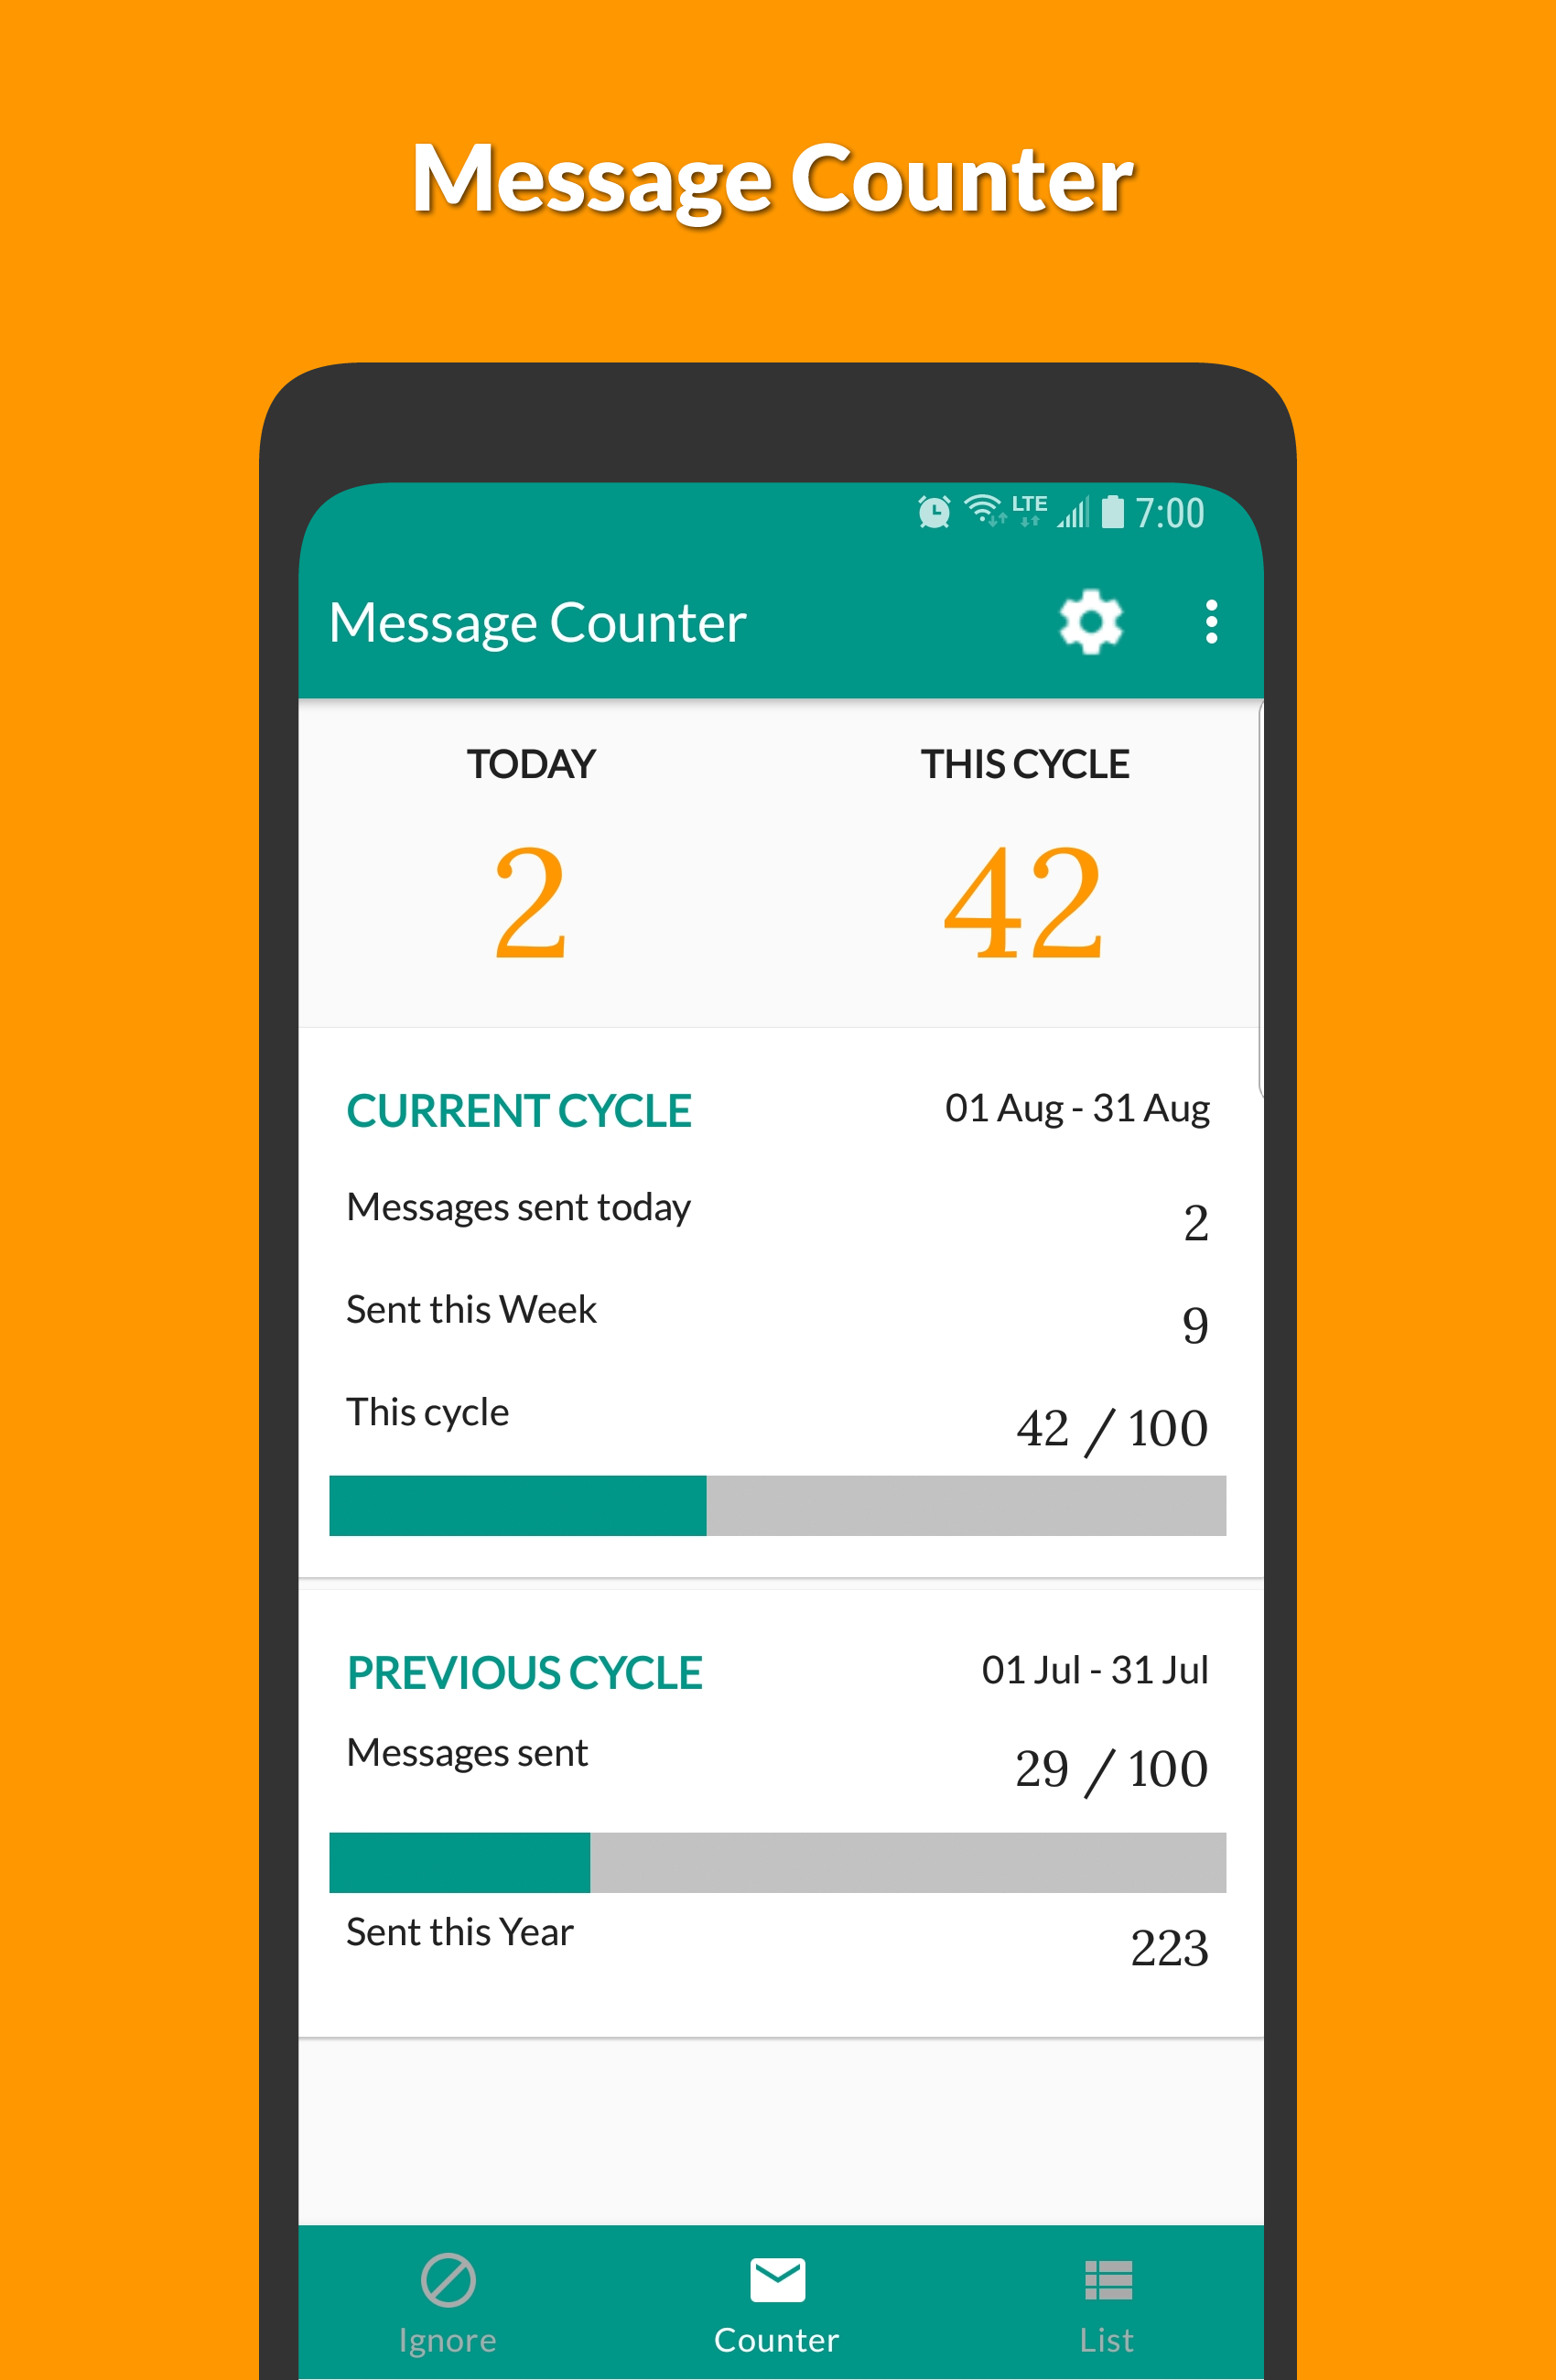 Message Counter
LTE 7:00
Message Counter
TODAY THIS CYCLE
2 42
CURRENT CYCLE 01 Aug - 31 Aug
Messages sent today 2
Sent this Week 9
This cycle 42 / 100
PREVIOUS CYCLE 01 Jul - 31 Jul
Messages sent 29 / 100
Sent this Year 223
Ignore Counter List